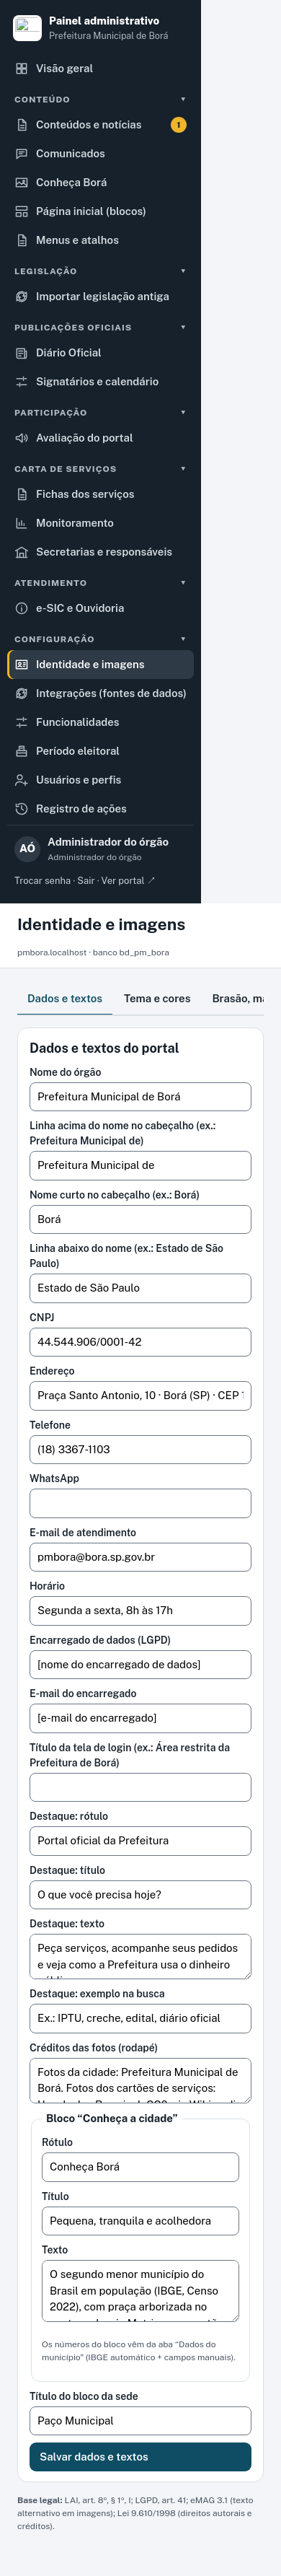 Painel administrativo
Prefeitura Municipal de Borá
Visão geral
CONTEÚDO
Conteúdos e notícias 1
Comunicados
Conheça Borá
Página inicial (blocos)
Menus e atalhos
LEGISLAÇÃO
Importar legislação antiga
PUBLICAÇÕES OFICIAIS
Diário Oficial
Signatários e calendário
PARTICIPAÇÃO
Avaliação do portal
CARTA DE SERVIÇOS
Fichas dos serviços
Monitoramento
Secretarias e responsáveis
ATENDIMENTO
e-SIC e Ouvidoria
CONFIGURAÇÃO
Identidade e imagens
Integrações (fontes de dados)
Funcionalidades
Período eleitoral
Usuários e perfis
Registro de ações
AÓ
Administrador do órgão
Administrador do órgão
Trocar senha · Sair · Ver portal ↗
Identidade e imagens
pmbora.localhost · banco bd_pm_bora
Dados e textos Tema e cores Brasão,
Dados e textos do portal
Nome do órgão
Prefeitura Municipal de Borá
Linha acima do nome no cabeçalho (ex.:
Prefeitura Municipal de)
Prefeitura Municipal de
Nome curto no cabeçalho (ex.: Borá)
Borá
Linha abaixo do nome (ex.: Estado de São
Paulo)
Estado de São Paulo
CNPJ
44.544.906/0001-42
Endereço
Praça Santo Antonio, 10 · Borá (SP) · CEP
Telefone
(18) 3367-1103
WhatsApp
E-mail de atendimento
pmbora@bora.sp.gov.br
Horário
Segunda a sexta, 8h às 17h
Encarregado de dados (LGPD)
[nome do encarregado de dados]
E-mail do encarregado
[e-mail do encarregado]
Título da tela de login (ex.: Área restrita da
Prefeitura de Borá)
Destaque: rótulo
Portal oficial da Prefeitura
Destaque: título
O que você precisa hoje?
Destaque: texto
Peça serviços, acompanhe seus pedidos
e veja como a Prefeitura usa o dinheiro
Destaque: exemplo na busca
Ex.: IPTU, creche, edital, diário oficial
Créditos das fotos (rodapé)
Fotos da cidade: Prefeitura Municipal de
Borá. Fotos dos cartões de serviços:
Bloco “Conheça a cidade”
Rótulo
Conheça Borá
Título
Pequena, tranquila e acolhedora
Texto
O segundo menor município do
Brasil em população (IBGE, Censo
2022), com praça arborizada no
Os números do bloco vêm da aba “Dados do
município” (IBGE automático + campos manuais).
Título do bloco da sede
Paço Municipal
Salvar dados e textos
Base legal: LAI, art. 8º, § 1º, I; LGPD, art. 41; eMAG 3.1 (texto
alternativo em imagens); Lei 9.610/1998 (direitos autorais e
créditos).